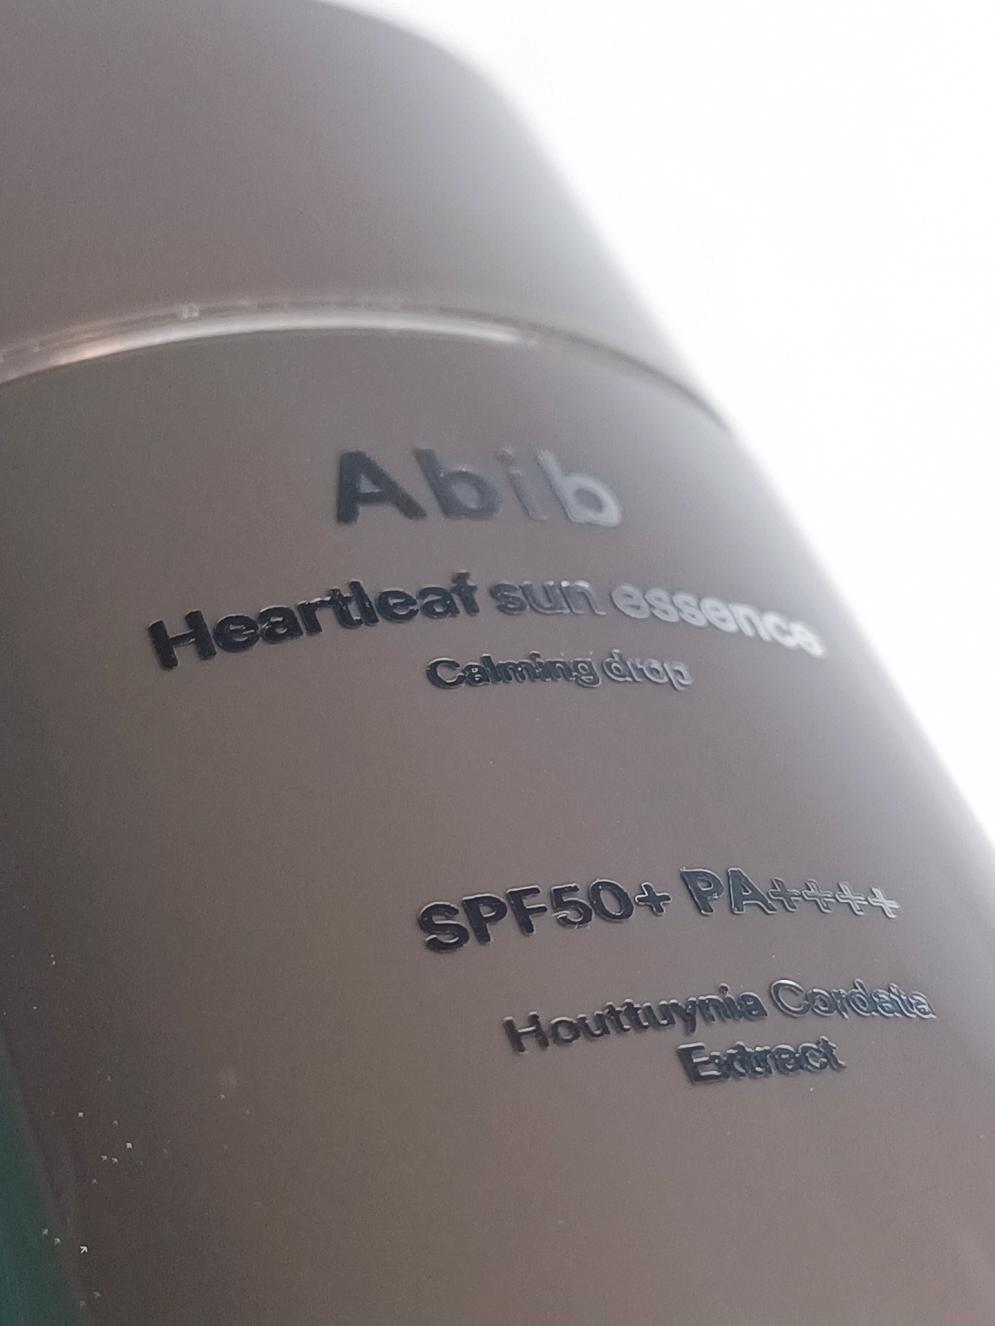 Abib
Heartleaf sun essence
Calming drop
SPF50+ PA++++
Houttuynia Cordata
Extract